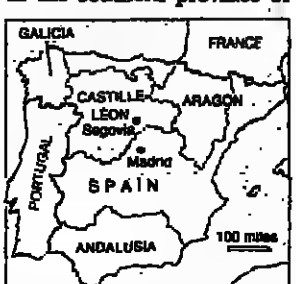 GALICIA
FRANCE
CASTILLE-
LEON
ARAGON
Segovia
Madrid
PORTUGAL
SPAIN
ANDALUSIA
100 miles